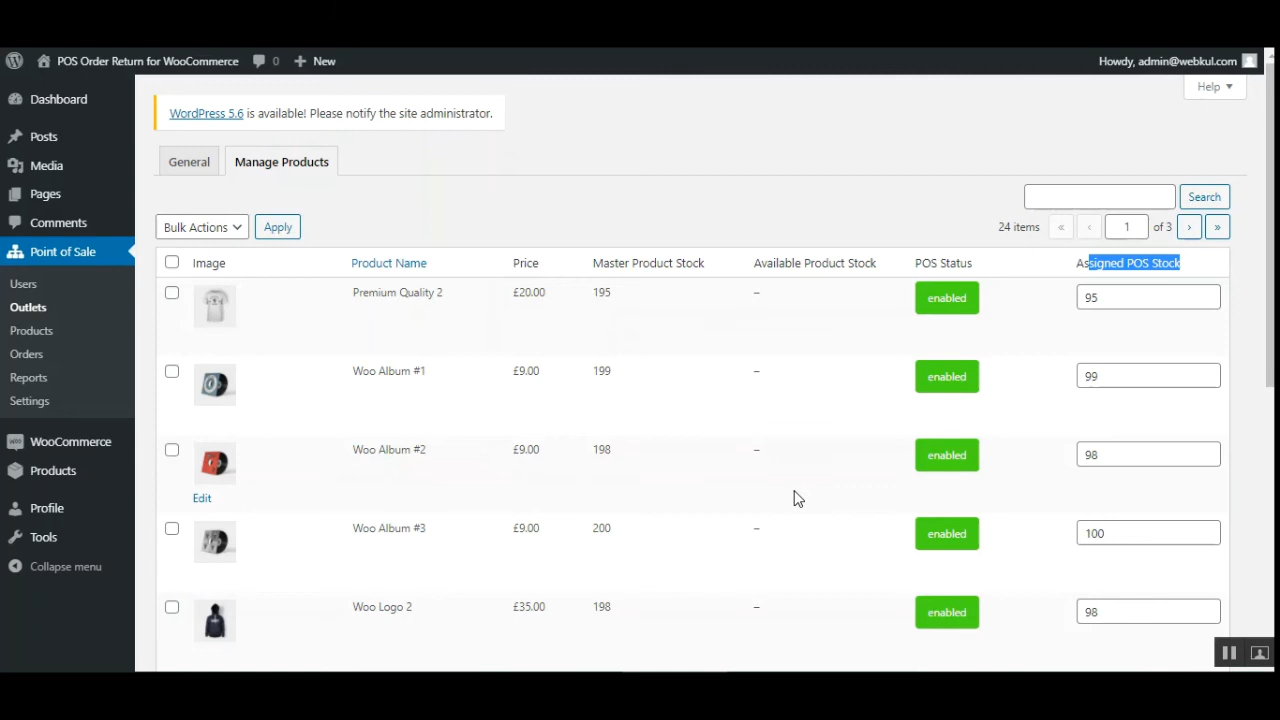 POS Order Return for WooCommerce 0 New Howdy, admin@webkul.com
Help
WordPress 5.6 is available! Please notify the site administrator.
Dashboard
Posts
Media
Pages
Comments
Point of Sale
Users
Outlets
Products
Orders
Reports
Settings
WooCommerce
Products
Profile
Tools
Collapse menu
General Manage Products
Search
Bulk Actions Apply 24 items « ‹ 1 of 3 › »
Image Product Name Price Master Product Stock Available Product Stock POS Status Assigned POS Stock
Premium Quality 2 £20.00 195 – enabled 95
Woo Album #1 £9.00 199 – enabled 99
Woo Album #2 £9.00 198 – enabled 98
Edit
Woo Album #3 £9.00 200 – enabled 100
Woo Logo 2 £35.00 198 – enabled 98